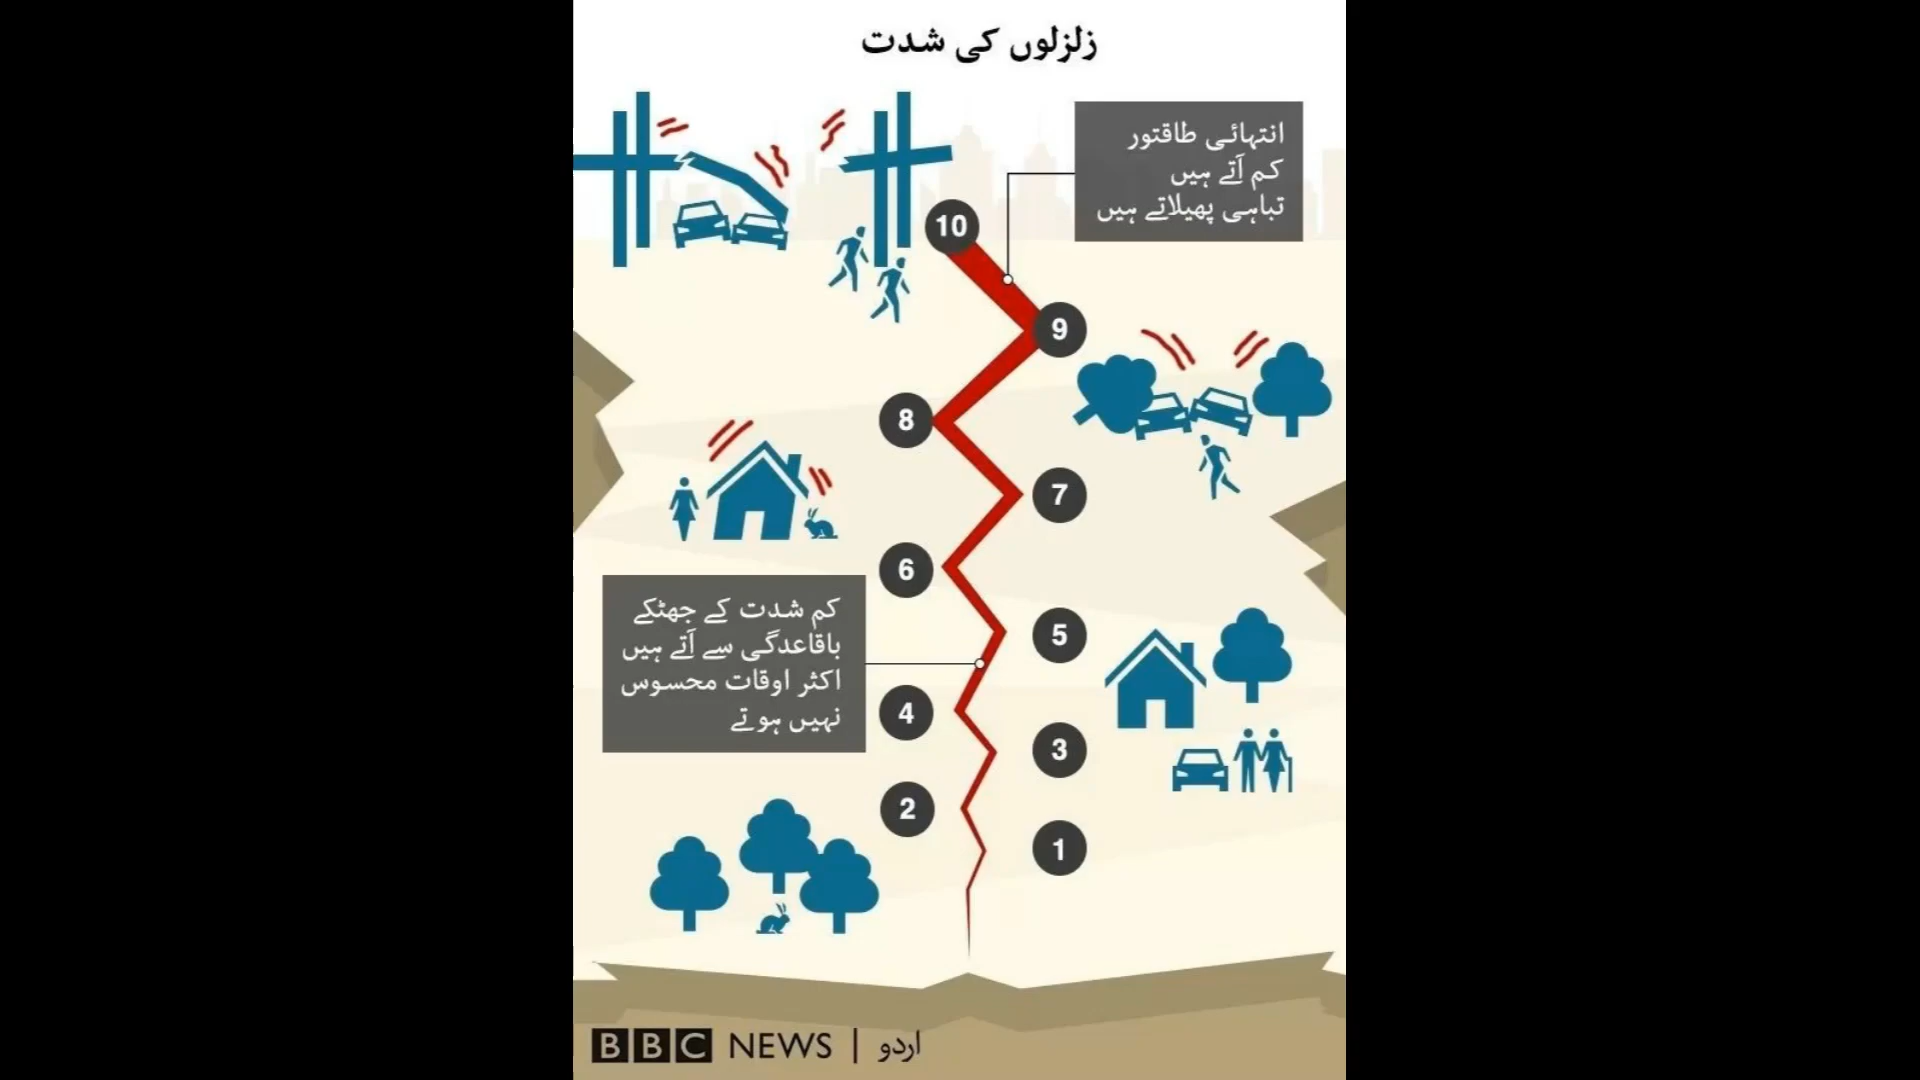 زلزلوں کی شدت
انتہائی طاقتور
کم آتے ہیں
تباہی پھیلاتے ہیں
10
9
8
7
6
کم شدت کے جھٹکے
باقاعدگی سے آتے ہیں
اکثر اوقات محسوس
نہیں ہوتے
5
4
3
2
1
BBC NEWS | اردو